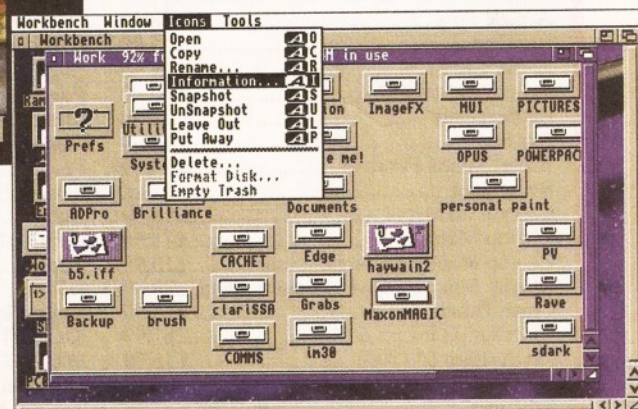 Workbench Window Icons Tools
Workbench
Work 92% in use
Open A O
Copy A C
Rename... A R
Information... A I
Snapshot A S
UnSnapshot A U
Leave Out A L
Put Away A P
Delete...
Format Disk...
Empty Trash
ImageFX MUI PICTURES
Prefs
me!
OPUS
ADPro Brilliance Documents personal paint
b5.iff CACHET Edge haywain2 PV
Backup brush clariSSA Grabs MaxonMAGIC Rave
COMMS im30 sdark